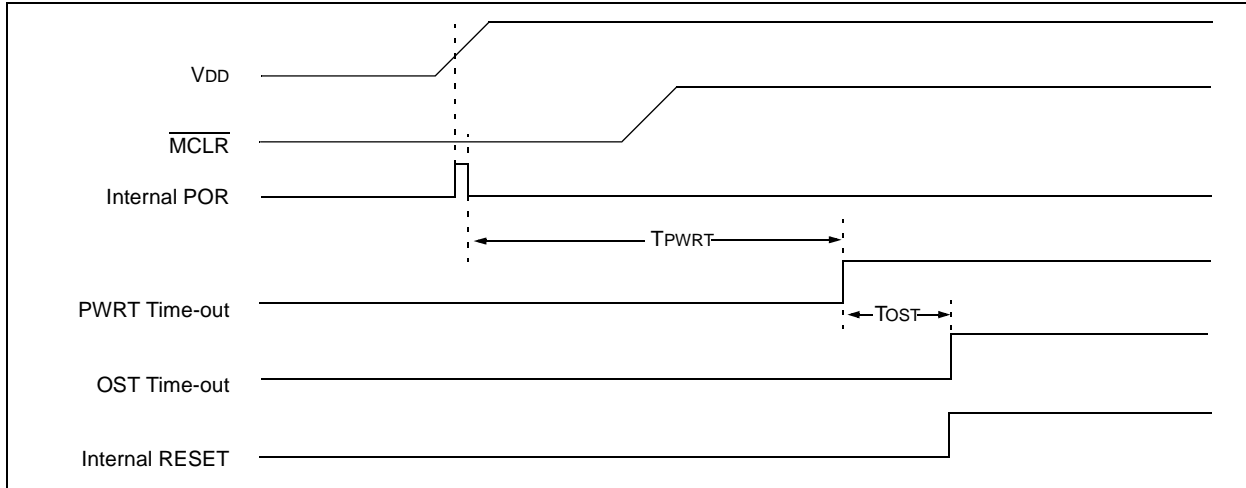 VDD
MCLR
Internal POR
TPWRT
PWRT Time-out
TOST
OST Time-out
Internal RESET